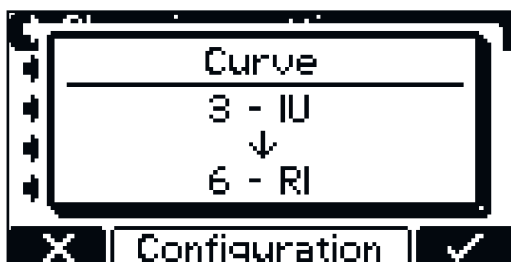 Curve
3 - IU
↓
6 - RI
Configuration